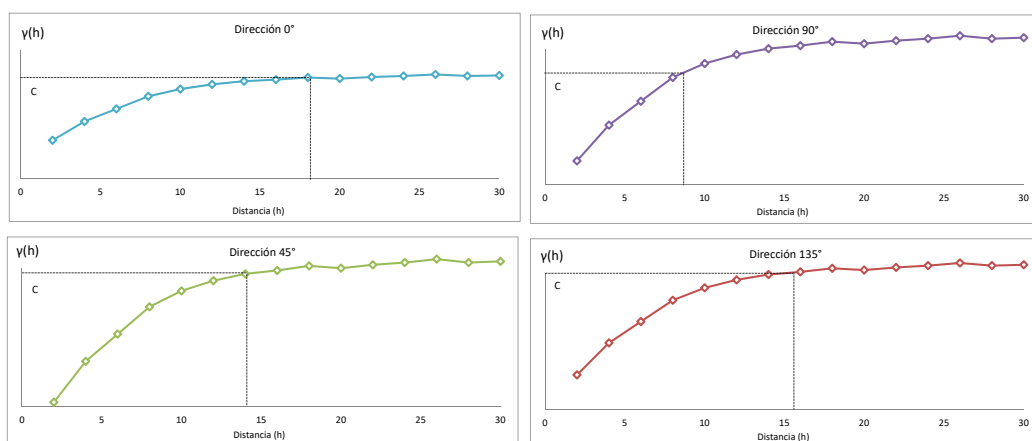 γ(h)
Dirección 0°
C
0 5 10 15 20 25 30
Distancia (h)
γ(h)
Dirección 90°
C
0 5 10 15 20 25 30
Distancia (h)
γ(h)
Dirección 45°
C
0 5 10 15 20 25 30
Distancia (h)
γ(h)
Dirección 135°
C
0 5 10 15 20 25 30
Distancia (h)